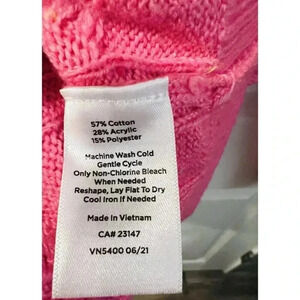 57% Cotton
28% Acrylic
15% Polyester
Machine Wash Cold
Gentle Cycle
Only Non-Chlorine Bleach
When Needed
Reshape, Lay Flat To Dry
Cool Iron If Needed
Made In Vietnam
CA# 23147
VN5400 06/21